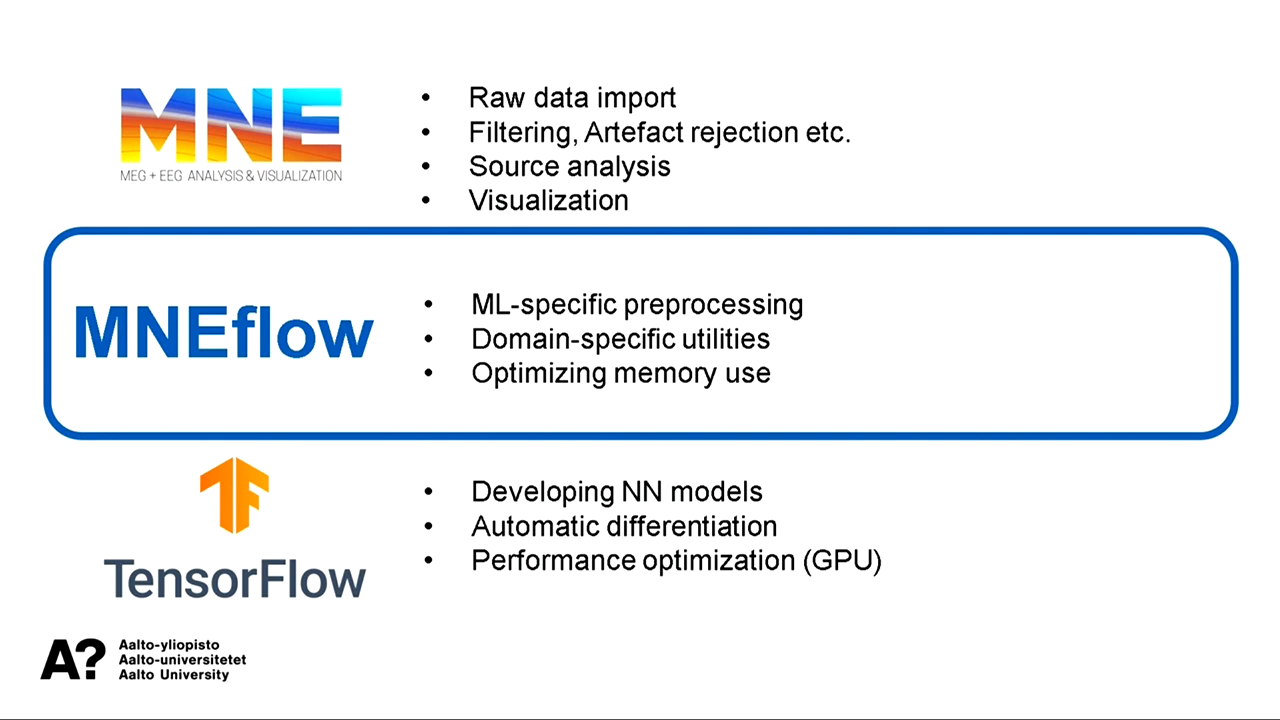 MNE
MEG + EEG ANALYSIS & VISUALIZATION
• Raw data import
• Filtering, Artefact rejection etc.
• Source analysis
• Visualization
MNEflow
• ML-specific preprocessing
• Domain-specific utilities
• Optimizing memory use
TensorFlow
• Developing NN models
• Automatic differentiation
• Performance optimization (GPU)
A?
Aalto-yliopisto
Aalto-universitetet
Aalto University